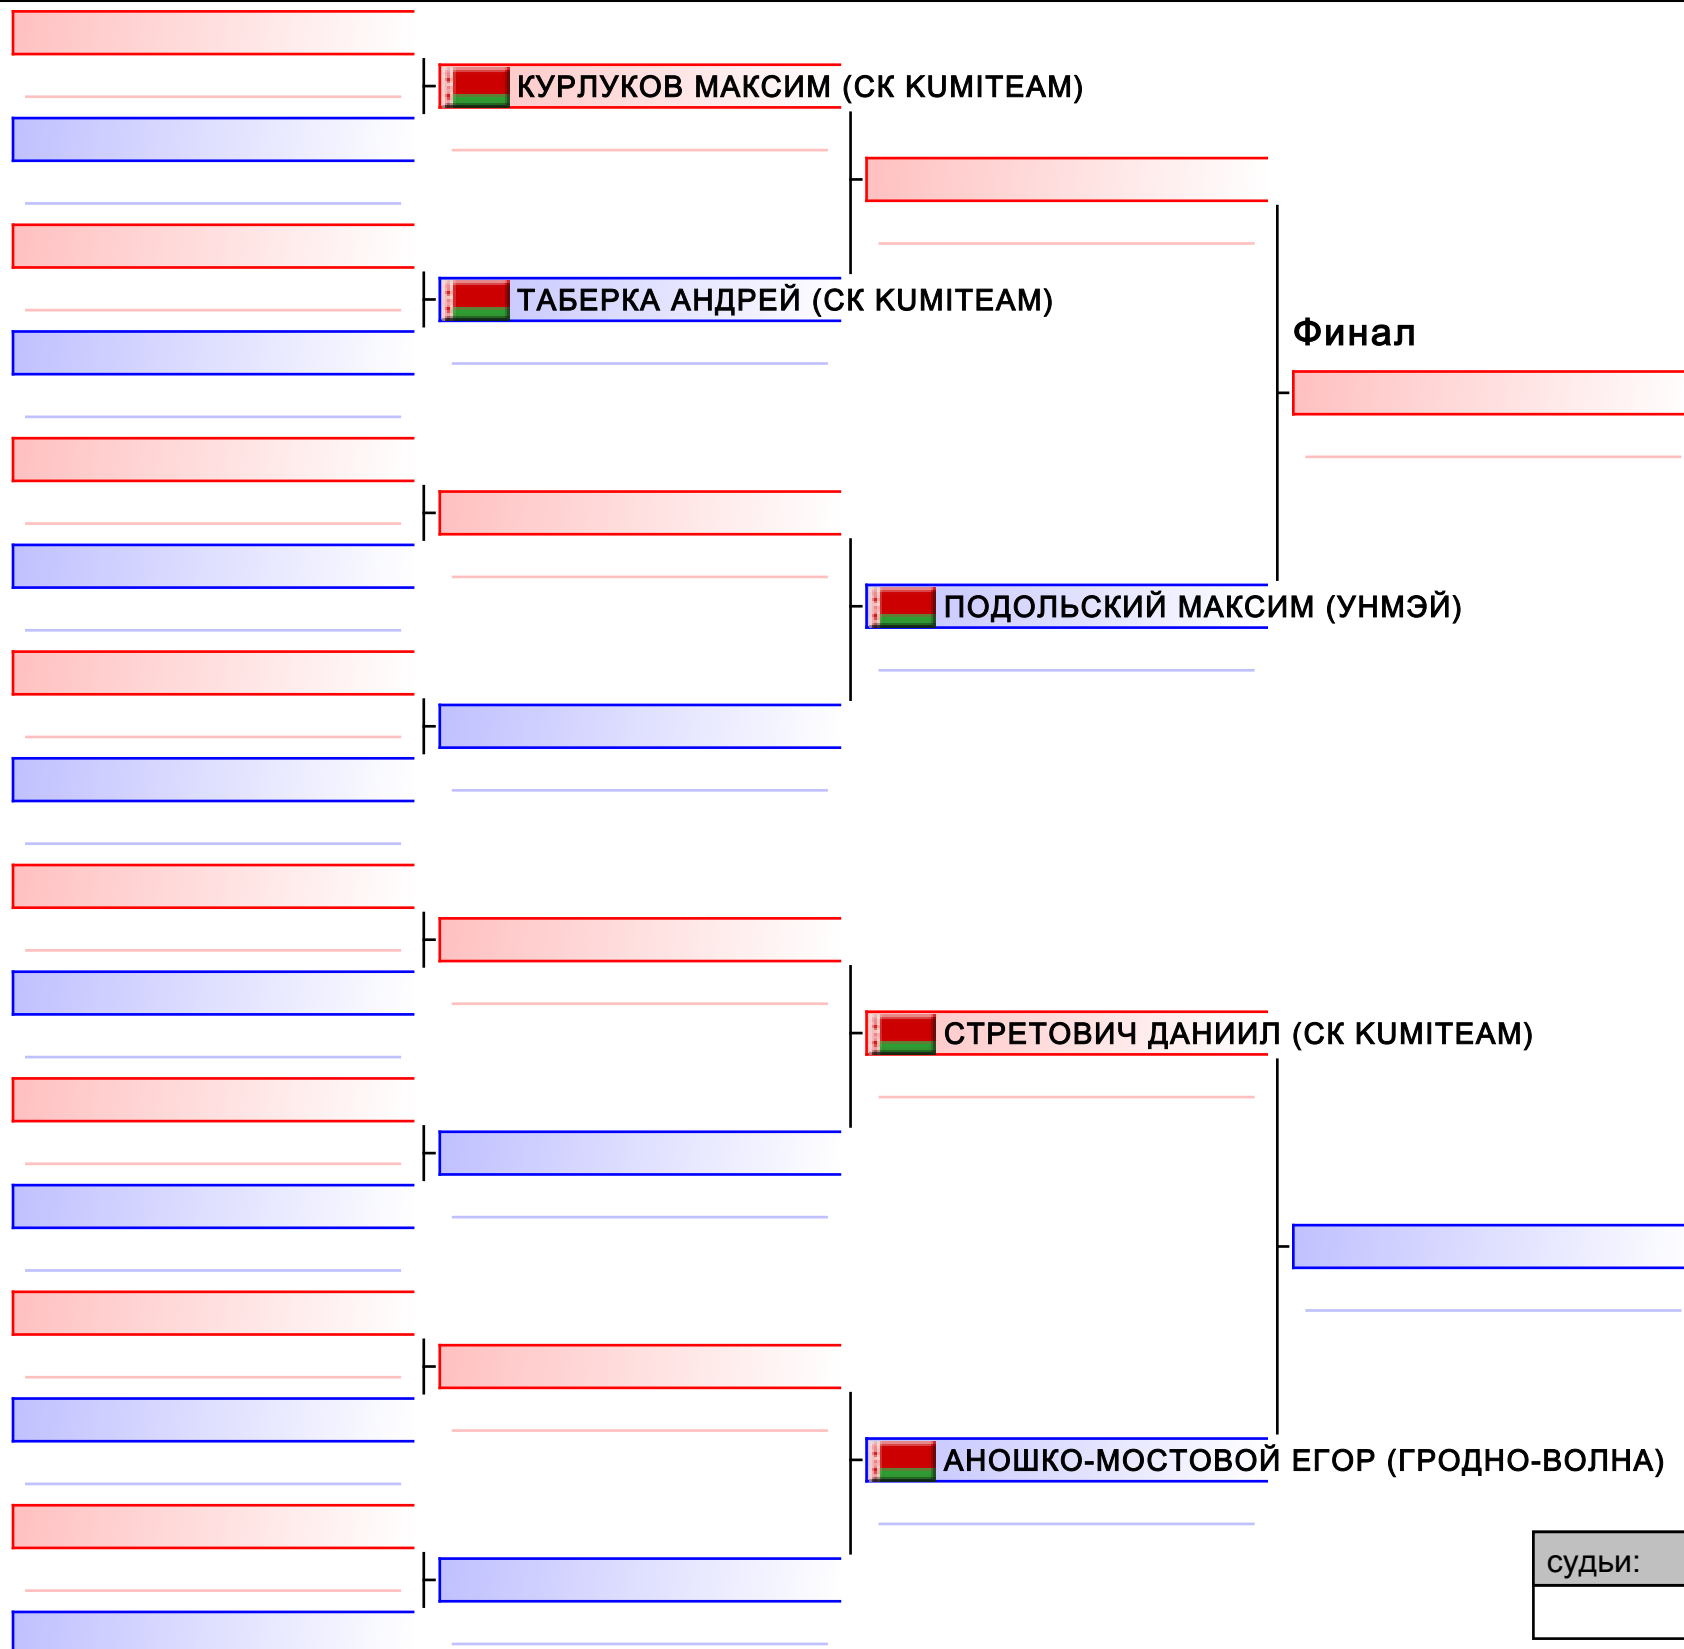 КУРЛУКОВ МАКСИМ (СК KUMITEAM)
ТАБЕРКА АНДРЕЙ (СК KUMITEAM)
Финал
ПОДОЛЬСКИЙ МАКСИМ (УНМЭЙ)
СТРЕТОВИЧ ДАНИИЛ (СК KUMITEAM)
АНОШКО-МОСТОВОЙ ЕГОР (ГРОДНО-ВОЛНА)
судьи: